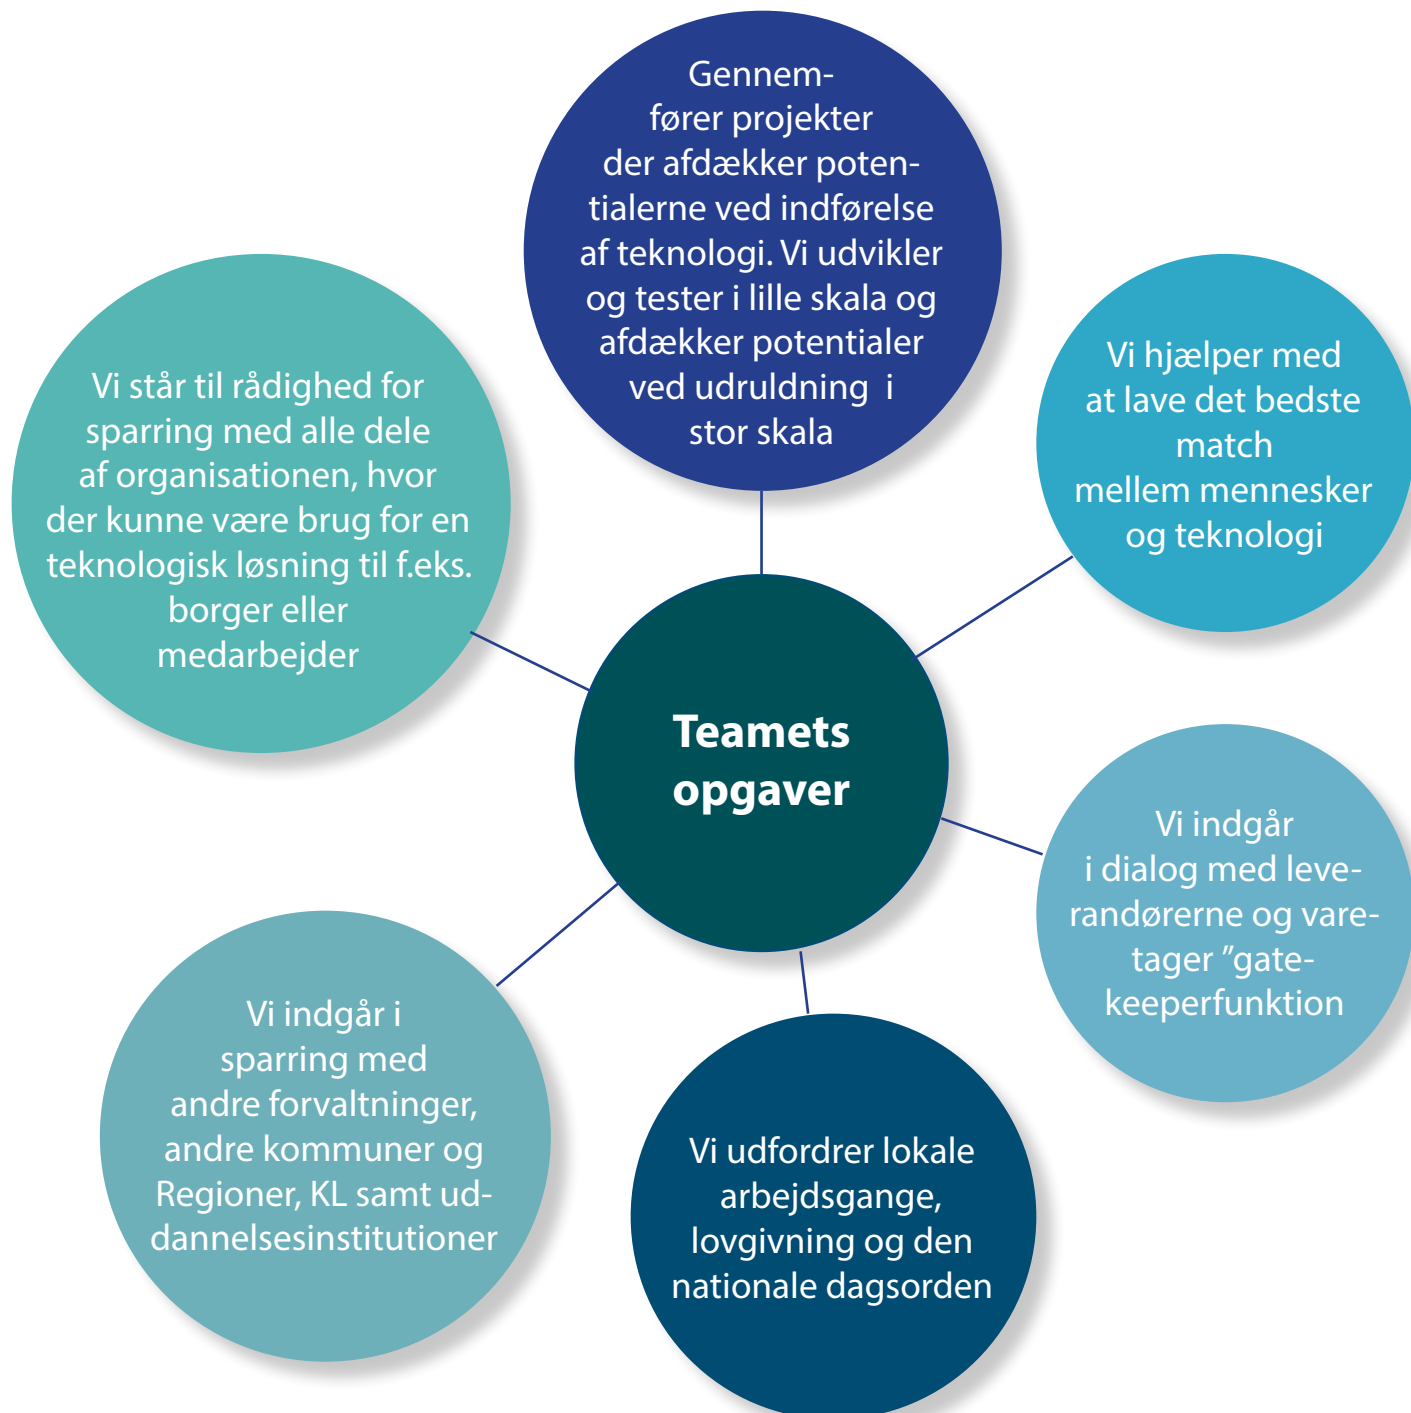 Gennem-
fører projekter
der afdækker poten-
tialerne ved indførelse
af teknologi. Vi udvikler
og tester i lille skala og
afdækker potentialer
ved udruldning i
stor skala
Vi hjælper med
at lave det bedste
match
mellem mennesker
og teknologi
Vi står til rådighed for
sparring med alle dele
af organisationen, hvor
der kunne være brug for en
teknologisk løsning til f.eks.
borger eller
medarbejder
Teamets
opgaver
Vi indgår
i dialog med leve-
randørerne og vare-
tager ”gate-
keeperfunktion
Vi indgår i
sparring med
andre forvaltninger,
andre kommuner og
Regioner, KL samt ud-
dannelsesinstitutioner
Vi udfordrer lokale
arbejdsgange,
lovgivning og den
nationale dagsorden